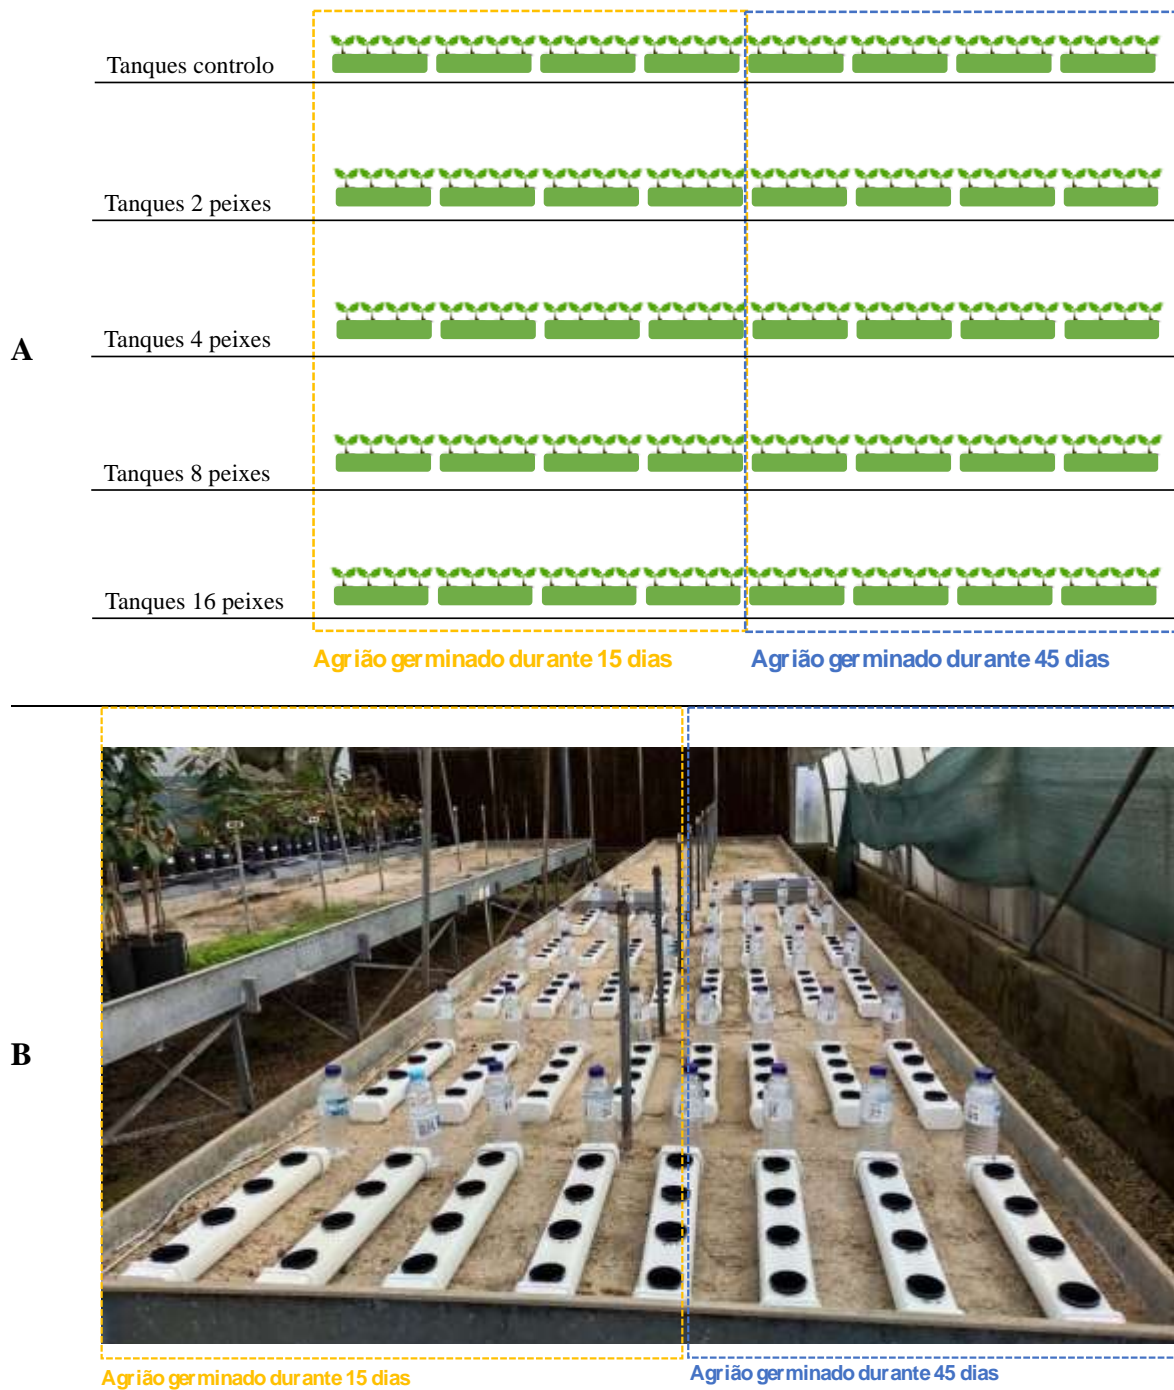 Tanques controlo
Tanques 2 peixes
A
Tanques 4 peixes
Tanques 8 peixes
Tanques 16 peixes
Agrião germinado durante 15 dias
Agrião germinado durante 45 dias
B
Agrião germinado durante 15 dias
Agrião germinado durante 45 dias